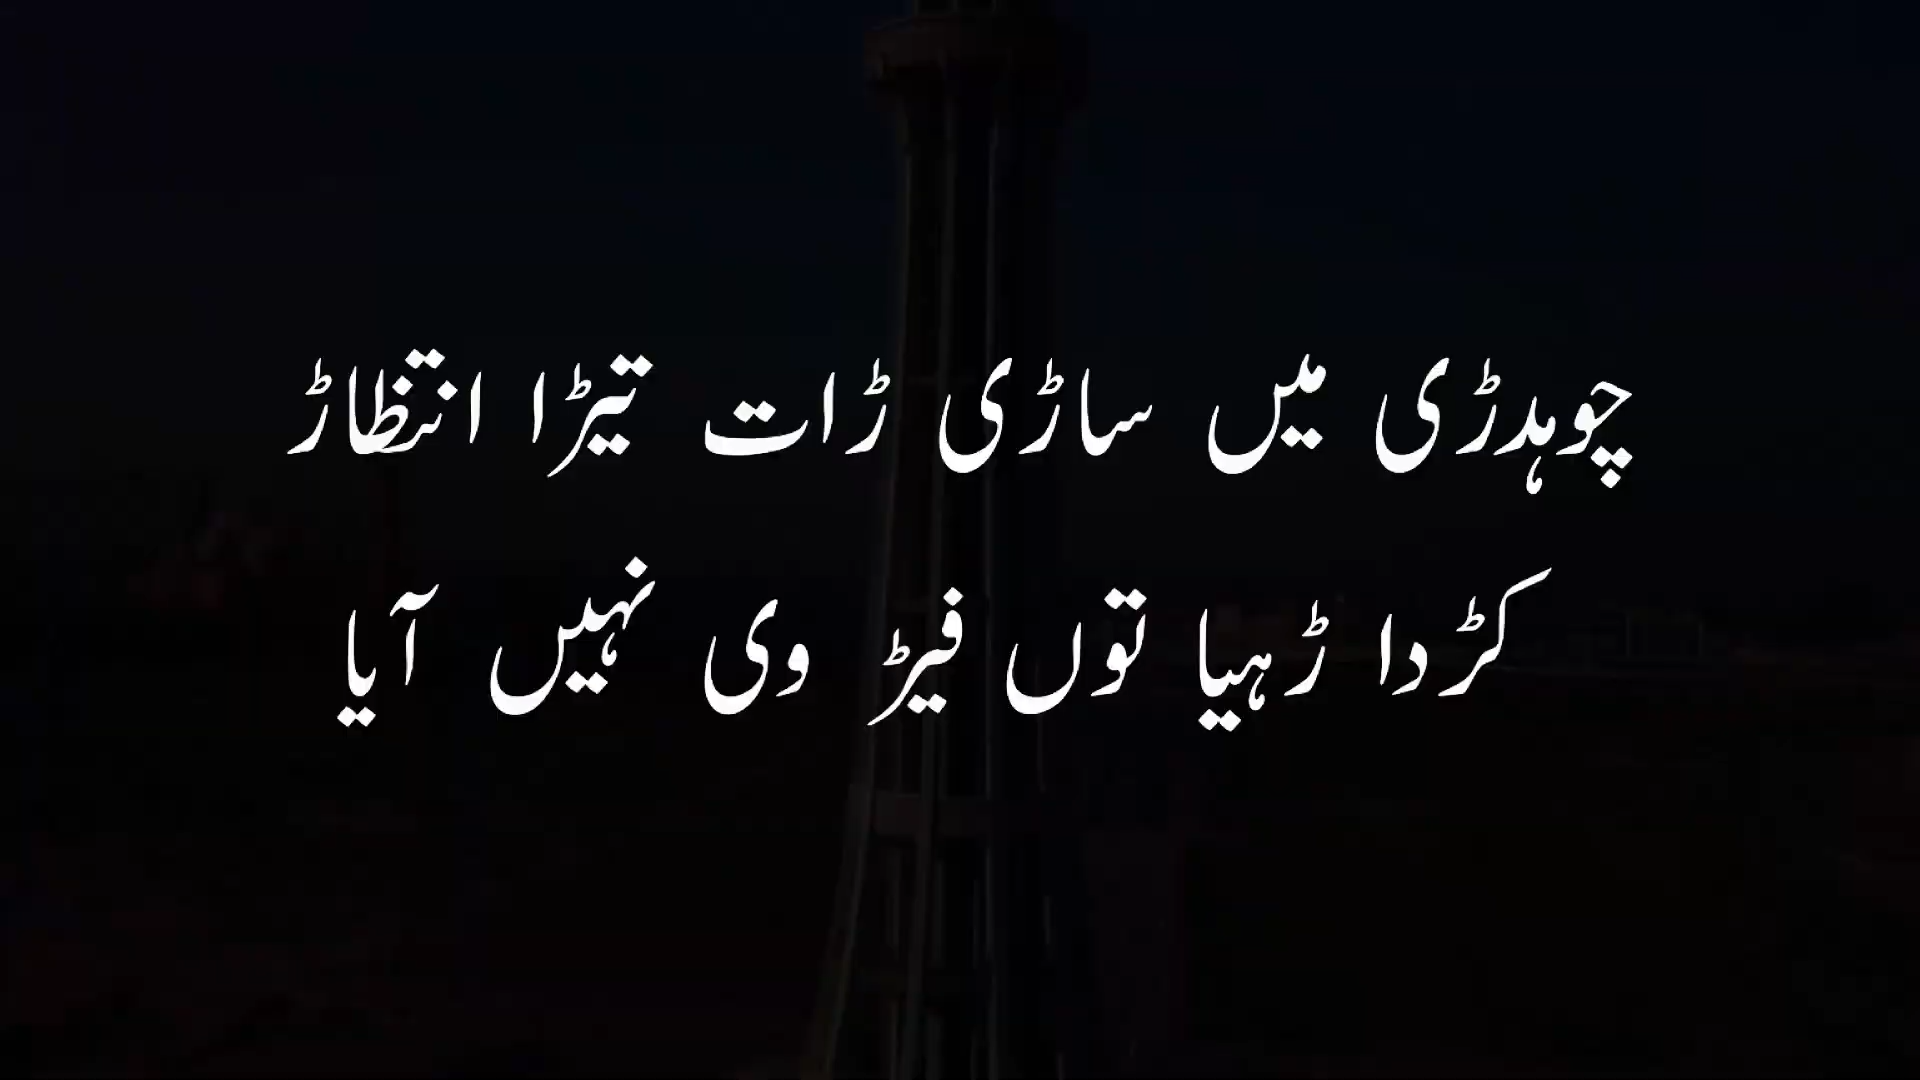 چوہدڑی میں ساڑی ڑات تیڑا انتظاڑ
کڑدا ڑہیا توں فیڑ وی نہیں آیا